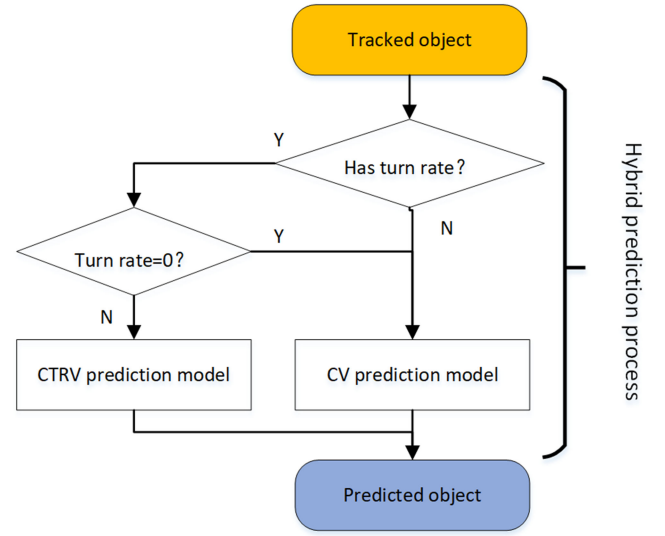 Tracked object
Y
Has turn rate？
N
Y
Turn rate=0？
N
CTRV prediction model
CV prediction model
Predicted object
Hybrid prediction process